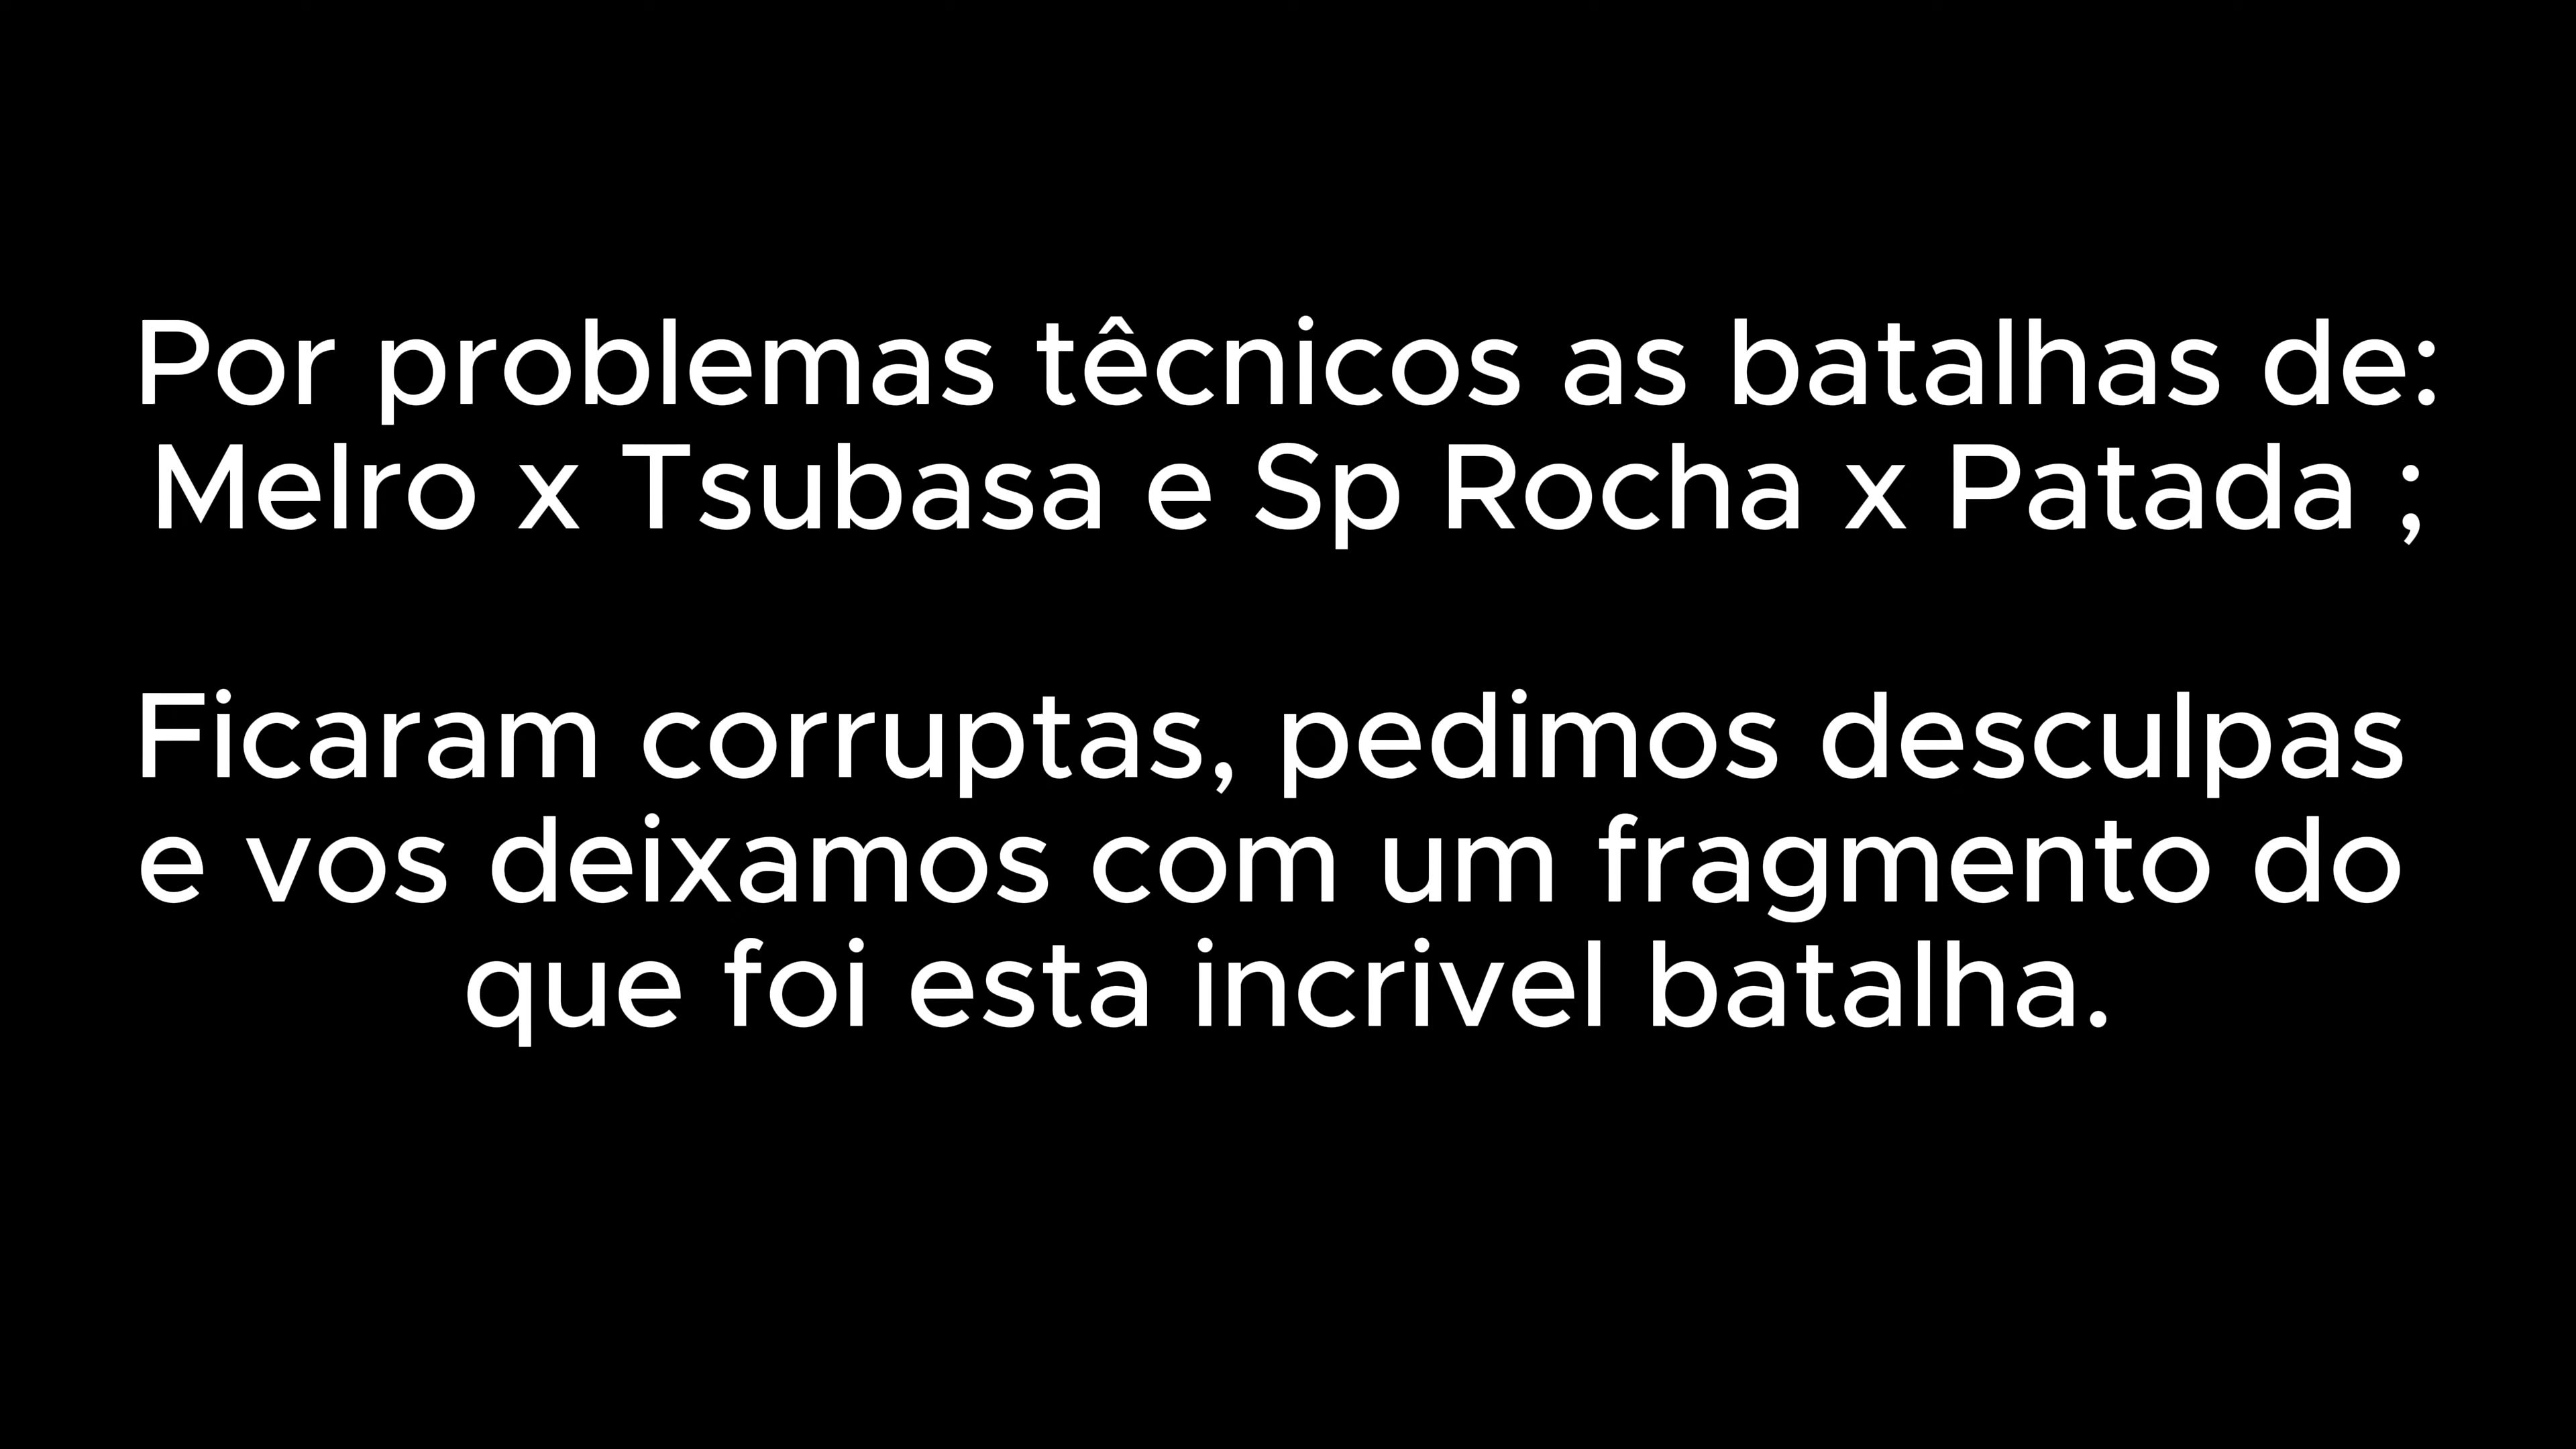 Por problemas têcnicos as batalhas de:
Melro x Tsubasa e Sp Rocha x Patada ;
Ficaram corruptas, pedimos desculpas
e vos deixamos com um fragmento do
que foi esta incrivel batalha.